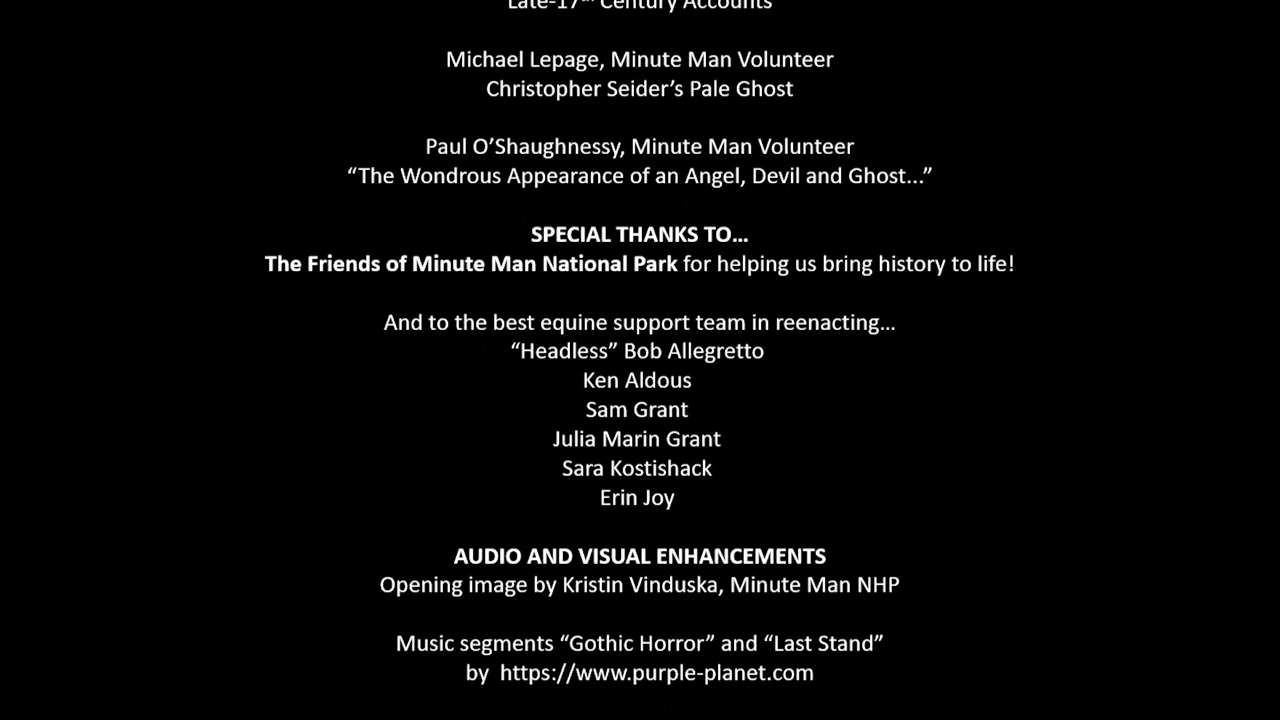 Late-17th Century Accounts
Michael Lepage, Minute Man Volunteer
Christopher Seider’s Pale Ghost
Paul O’Shaughnessy, Minute Man Volunteer
“The Wondrous Appearance of an Angel, Devil and Ghost...”
SPECIAL THANKS TO...
The Friends of Minute Man National Park for helping us bring history to life!
And to the best equine support team in reenacting...
“Headless” Bob Allegretto
Ken Aldous
Sam Grant
Julia Marin Grant
Sara Kostishack
Erin Joy
AUDIO AND VISUAL ENHANCEMENTS
Opening image by Kristin Vinduska, Minute Man NHP
Music segments “Gothic Horror” and “Last Stand”
by  https://www.purple-planet.com